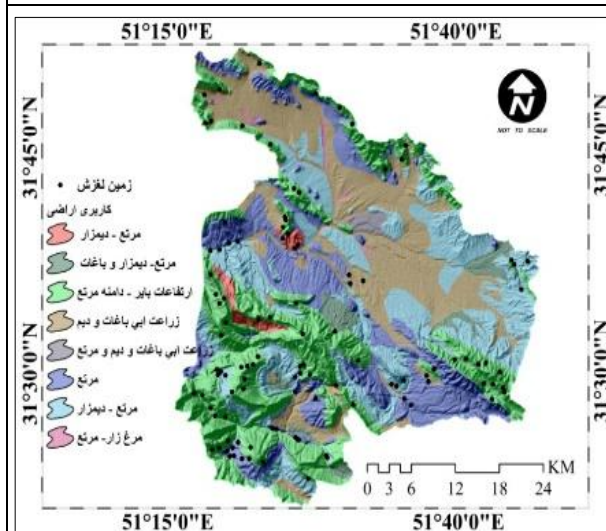 51°15'0"E 51°40'0"E
N
NOT TO SCALE
31°45'0"N 31°45'0"N
زمین لغزش
کاربری اراضی
مرتع - دیمزار
مرتع- دیمزار و باغات
ارتفاعات بایر - دامنه مرتع
زراعت ابی باغات و دیم
زراعت ابی باغات و دیم و مرتع
مرتع
مرتع - دیمزار
مرغ زار- مرتع
31°30'0"N 31°30'0"N
KM
0 3 6 12 18 24
51°15'0"E 51°40'0"E